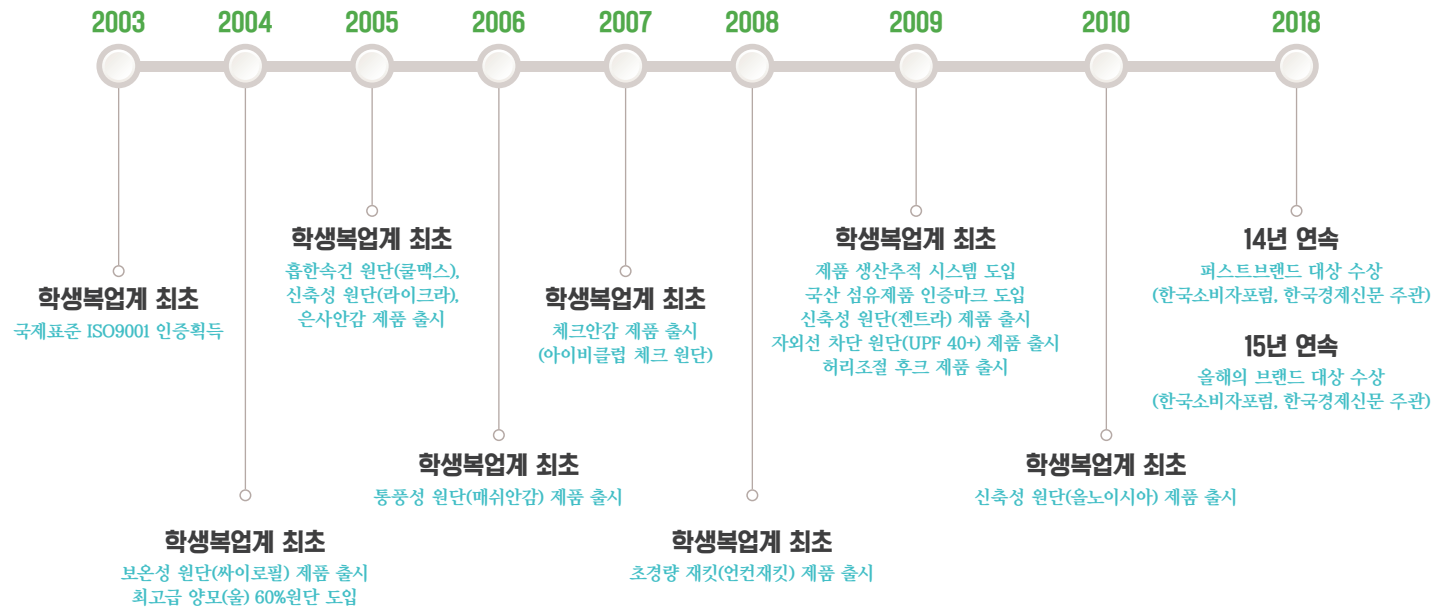 2003
2004
2005
2006
2007
2008
2009
2010
2018
학생복업계 최초
국제표준 ISO9001 인증획득
학생복업계 최초
보온성 원단(싸이로필) 제품 출시
최고급 양모(울) 60%원단 도입
학생복업계 최초
흡한속건 원단(쿨맥스),
신축성 원단(라이크라),
은사안감 제품 출시
학생복업계 최초
통풍성 원단(매쉬안감) 제품 출시
학생복업계 최초
체크안감 제품 출시
(아이비클럽 체크 원단)
학생복업계 최초
초경량 재킷(언컨재킷) 제품 출시
학생복업계 최초
제품 생산추적 시스템 도입
국산 섬유제품 인증마크 도입
신축성 원단(젠트라) 제품 출시
자외선 차단 원단(UPF 40+) 제품 출시
허리조절 후크 제품 출시
학생복업계 최초
신축성 원단(올노이시아) 제품 출시
14년 연속
퍼스트브랜드 대상 수상
(한국소비자포럼, 한국경제신문 주관)
15년 연속
올해의 브랜드 대상 수상
(한국소비자포럼, 한국경제신문 주관)